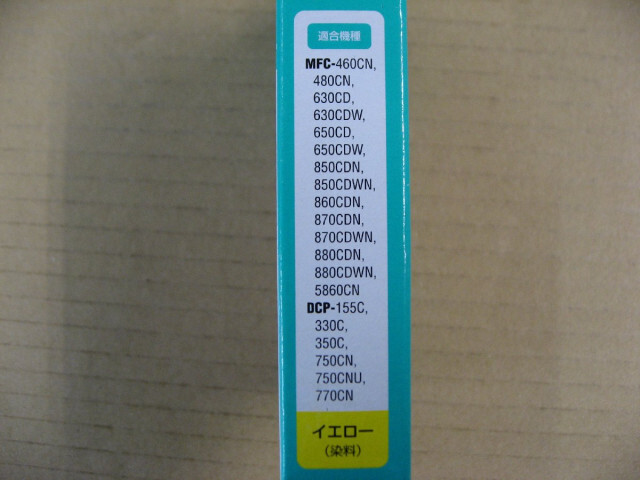 適合機種
MFC-460CN,
480CN,
630CD,
630CDW,
650CD,
650CDW,
850CDN,
850CDWN,
860CDN,
870CDN,
870CDWN,
880CDN,
880CDWN,
5860CN
DCP-155C,
330C,
350C,
750CN,
750CNU,
770CN
イエロー
(染料)